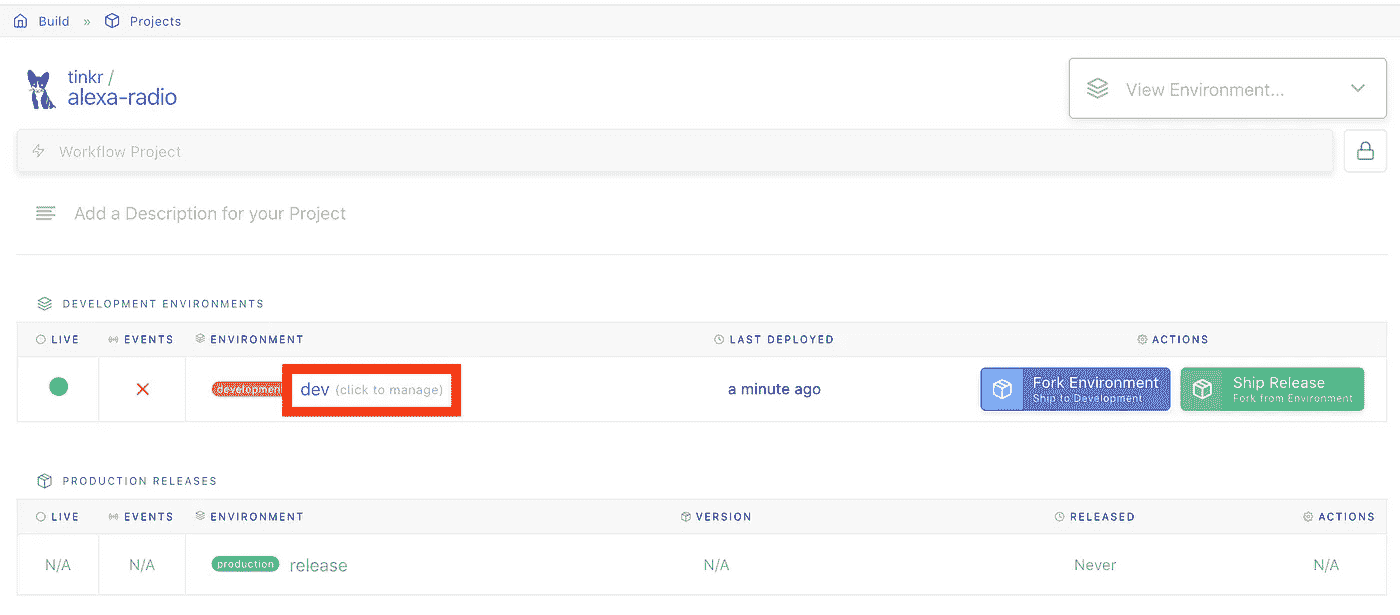 Build » Projects
tinkr /
alexa-radio
View Environment...
Workflow Project
Add a Description for your Project
DEVELOPMENT ENVIRONMENTS
LIVE EVENTS ENVIRONMENT LAST DEPLOYED ACTIONS
development dev (click to manage) a minute ago Fork Environment Ship Release
Ship to Development Fork from Environment
PRODUCTION RELEASES
LIVE EVENTS ENVIRONMENT VERSION RELEASED ACTIONS
N/A N/A production release N/A Never N/A